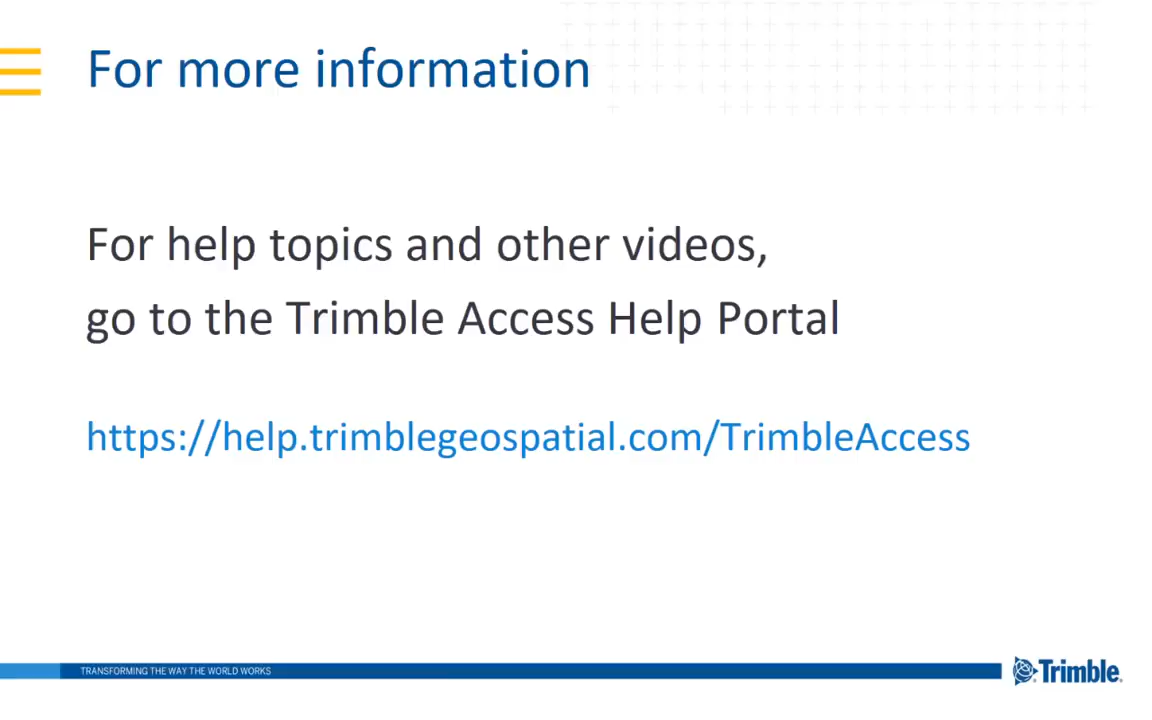 For more information
For help topics and other videos,
go to the Trimble Access Help Portal
https://help.trimblegeospatial.com/TrimbleAccess
TRANSFORMING THE WAY THE WORLD WORKS
Trimble.